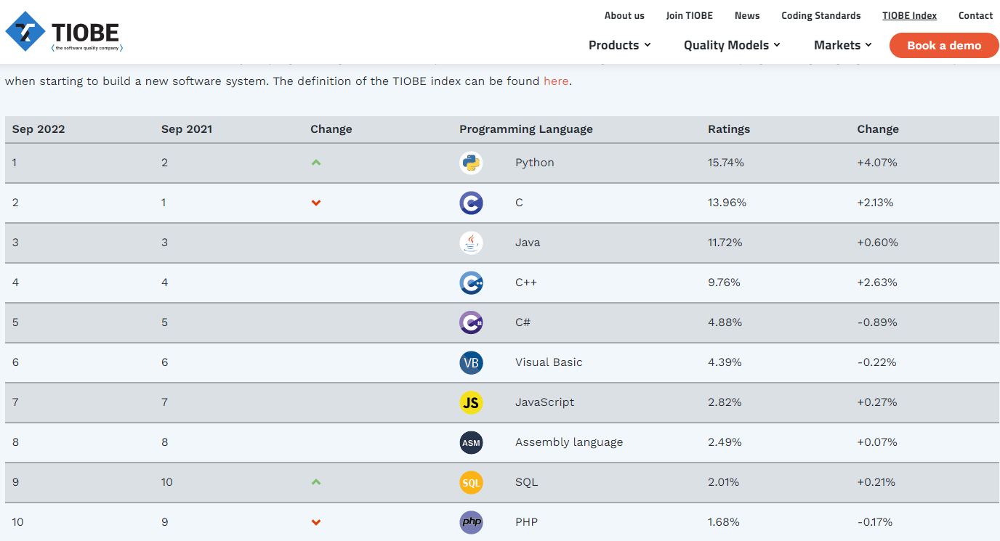 About us Join TIOBE News Coding Standards TIOBE Index Contact
TIOBE
(the software quality company)
Products Quality Models Markets Book a demo
when starting to build a new software system. The definition of the TIOBE index can be found here.
Sep 2022 Sep 2021 Change Programming Language Ratings Change
1 2 Python 15.74% +4.07%
2 1 C 13.96% +2.13%
3 3 Java 11.72% +0.60%
4 4 C++ 9.76% +2.63%
5 5 C# 4.88% -0.89%
6 6 VB Visual Basic 4.39% -0.22%
7 7 JS JavaScript 2.82% +0.27%
8 8 ASM Assembly language 2.49% +0.07%
9 10 SQL SQL 2.01% +0.21%
10 9 php PHP 1.68% -0.17%